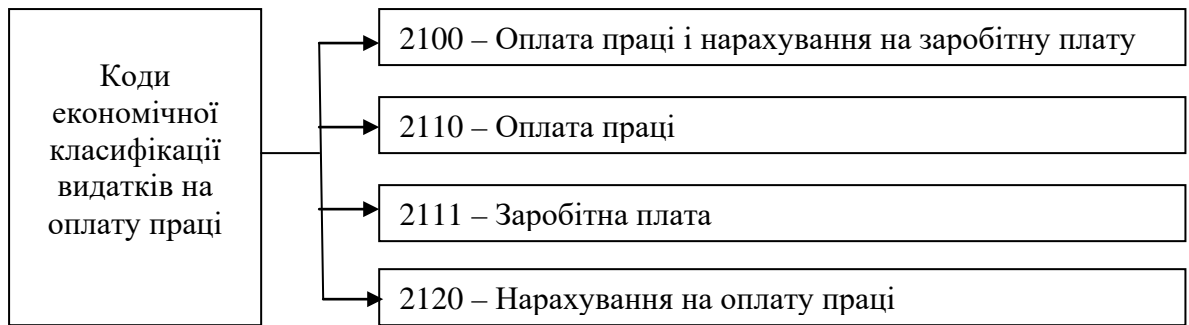 Коди
економічної
класифікації
видатків на
оплату праці
2100 – Оплата праці і нарахування на заробітну плату
2110 – Оплата праці
2111 – Заробітна плата
2120 – Нарахування на оплату праці